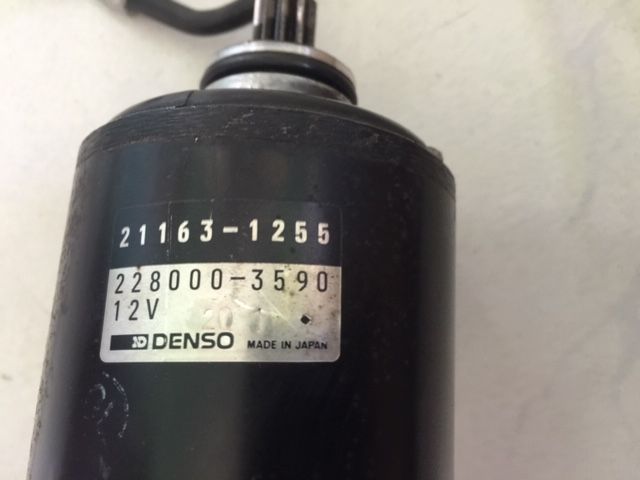 21163-1255
228000-3590
12V
DENSO MADE IN JAPAN